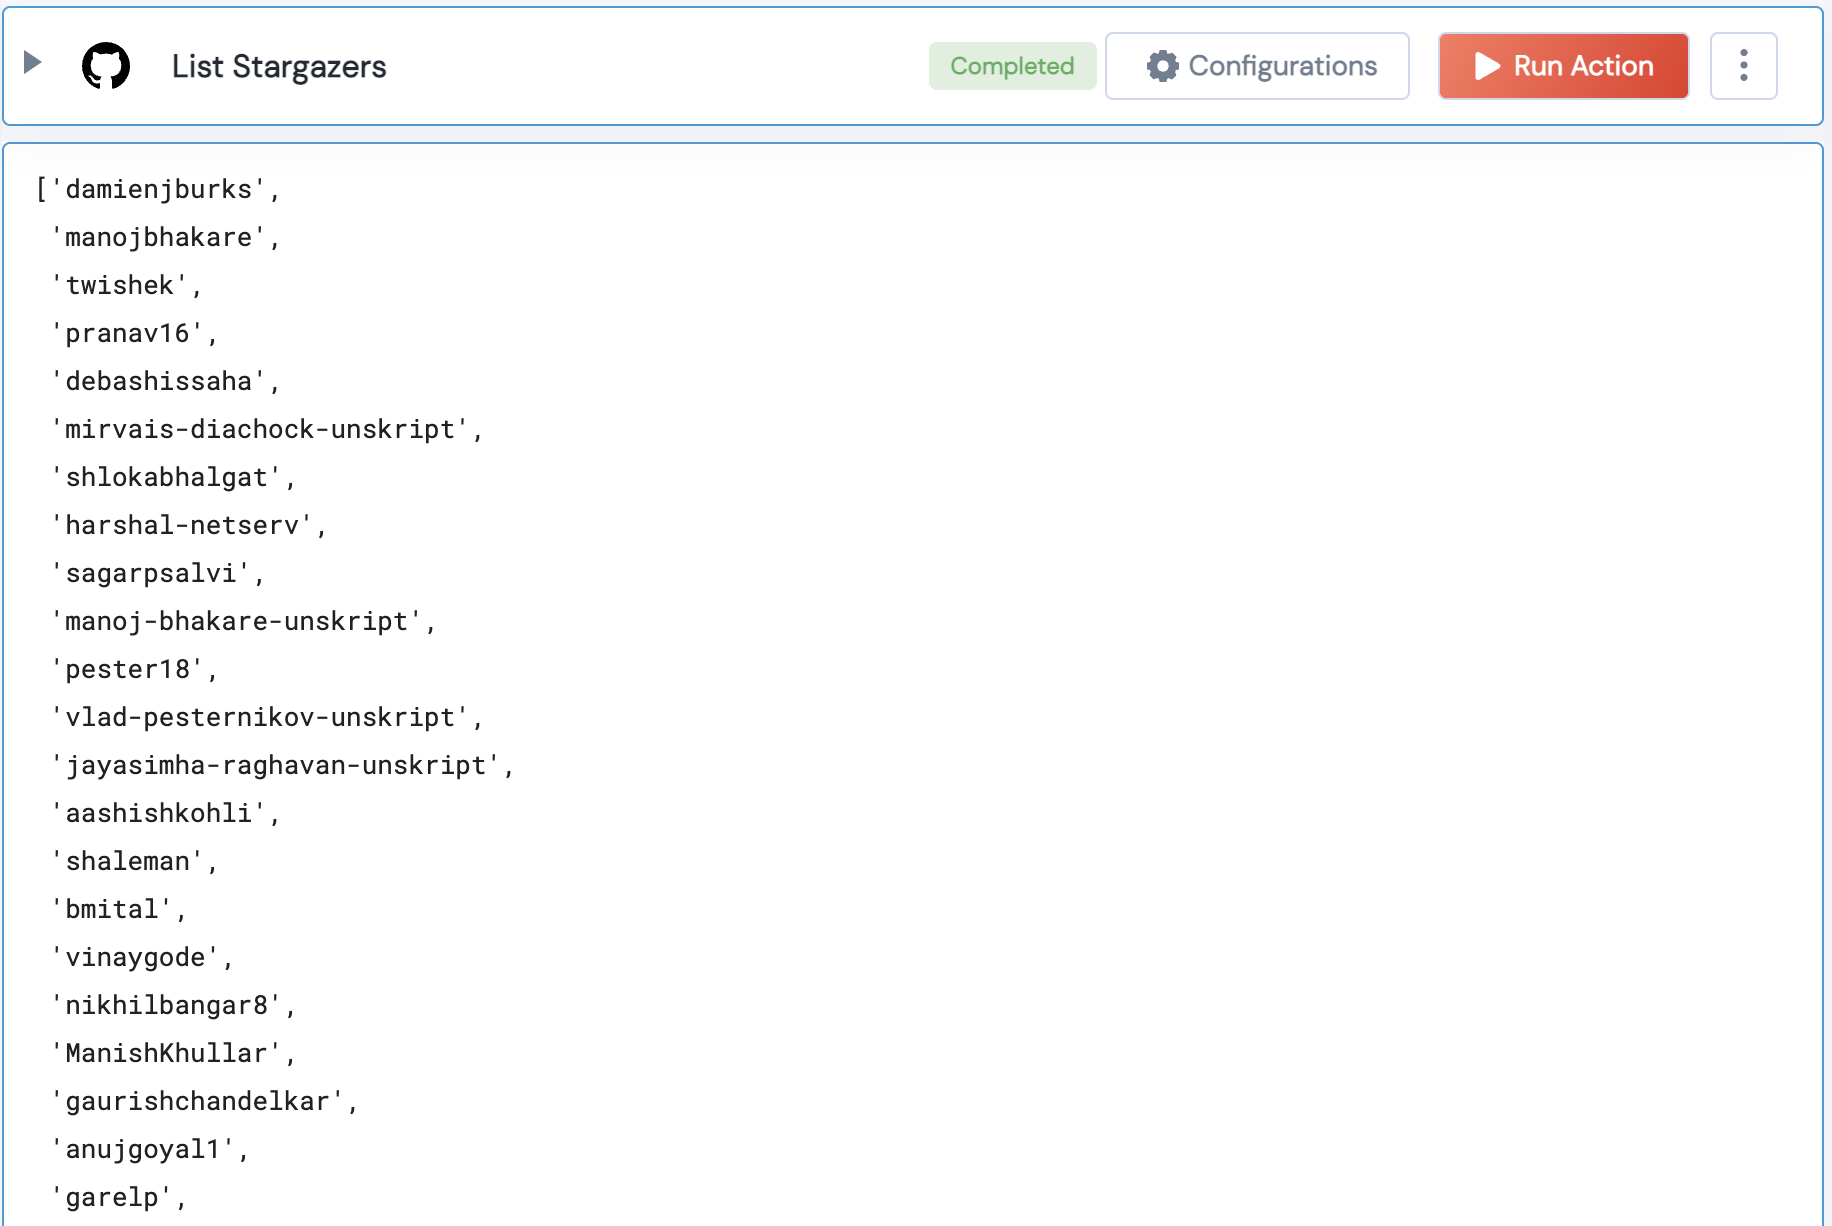 List Stargazers
Completed
Configurations
Run Action
['damienjburks',
'manojbhakare',
'twishek',
'pranav16',
'debashissaha',
'mirvais-diachock-unskript',
'shlokabhalgat',
'harshal-netserv',
'sagarpsalvi',
'manoj-bhakare-unskript',
'pester18',
'vlad-pesternikov-unskript',
'jayasimha-raghavan-unskript',
'aashishkohli',
'shaleman',
'bmital',
'vinaygode',
'nikhilbangar8',
'ManishKhullar',
'gaurishchandelkar',
'anujgoyal1',
'garelp',